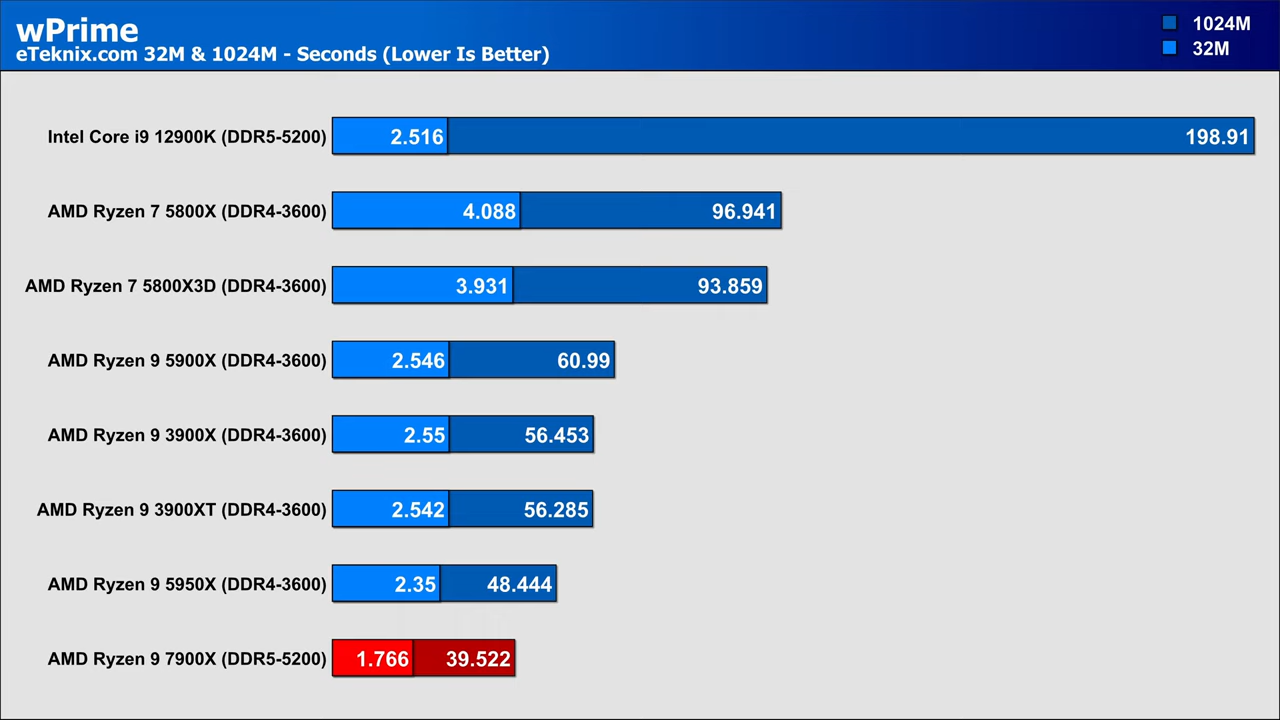 wPrime
eTeknix.com 32M & 1024M - Seconds (Lower Is Better)
1024M
32M
Intel Core i9 12900K (DDR5-5200) 2.516 198.91
AMD Ryzen 7 5800X (DDR4-3600) 4.088 96.941
AMD Ryzen 7 5800X3D (DDR4-3600) 3.931 93.859
AMD Ryzen 9 5900X (DDR4-3600) 2.546 60.99
AMD Ryzen 9 3900X (DDR4-3600) 2.55 56.453
AMD Ryzen 9 3900XT (DDR4-3600) 2.542 56.285
AMD Ryzen 9 5950X (DDR4-3600) 2.35 48.444
AMD Ryzen 9 7900X (DDR5-5200) 1.766 39.522